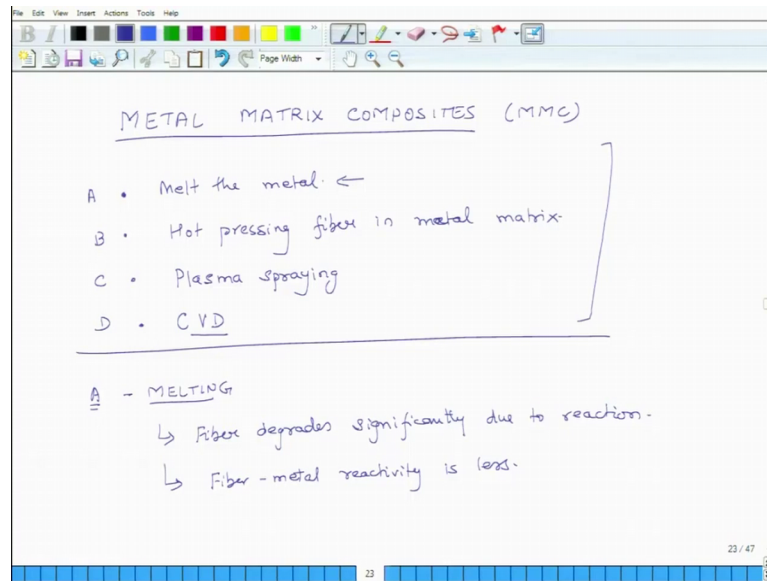 File Edit View Insert Actions Tools Help
B I
Page Width
METAL MATRIX COMPOSITES (MMC)
A • Melt the metal. ←
B • Hot pressing fiber in metal matrix.
C • Plasma spraying
D • CVD
A - MELTING
↳ Fiber degrades significantly due to reaction.
↳ Fiber-metal reactivity is less.
23 / 47
23